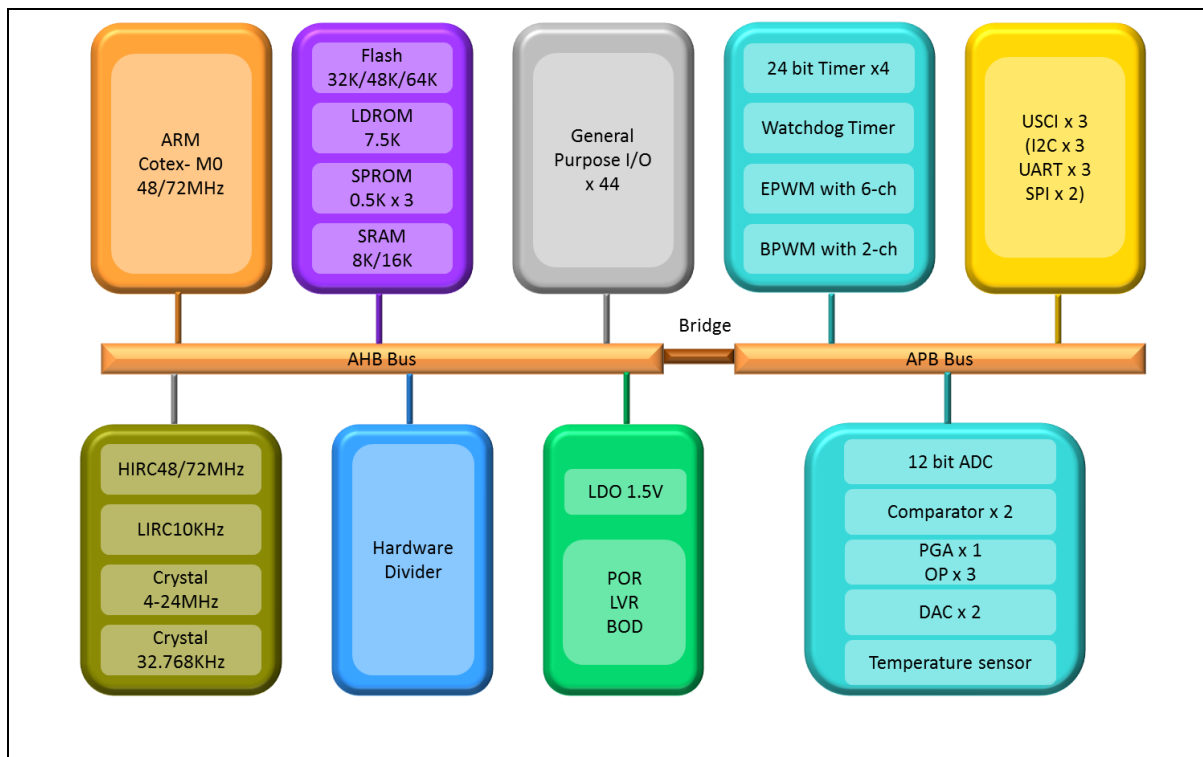 ARM
Cotex- M0
48/72MHz
Flash
32K/48K/64K
LDROM
7.5K
SPROM
0.5K x 3
SRAM
8K/16K
General
Purpose I/O
x 44
24 bit Timer x4
Watchdog Timer
EPWM with 6-ch
BPWM with 2-ch
USCI x 3
(I2C x 3
UART x 3
SPI x 2)
Bridge
AHB Bus
APB Bus
HIRC48/72MHz
LIRC10KHz
Crystal
4-24MHz
Crystal
32.768KHz
Hardware
Divider
LDO 1.5V
POR
LVR
BOD
12 bit ADC
Comparator x 2
PGA x 1
OP x 3
DAC x 2
Temperature sensor